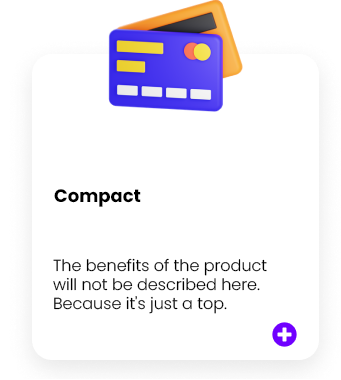 Compact
The benefits of the product
will not be described here.
Because it's just a top.